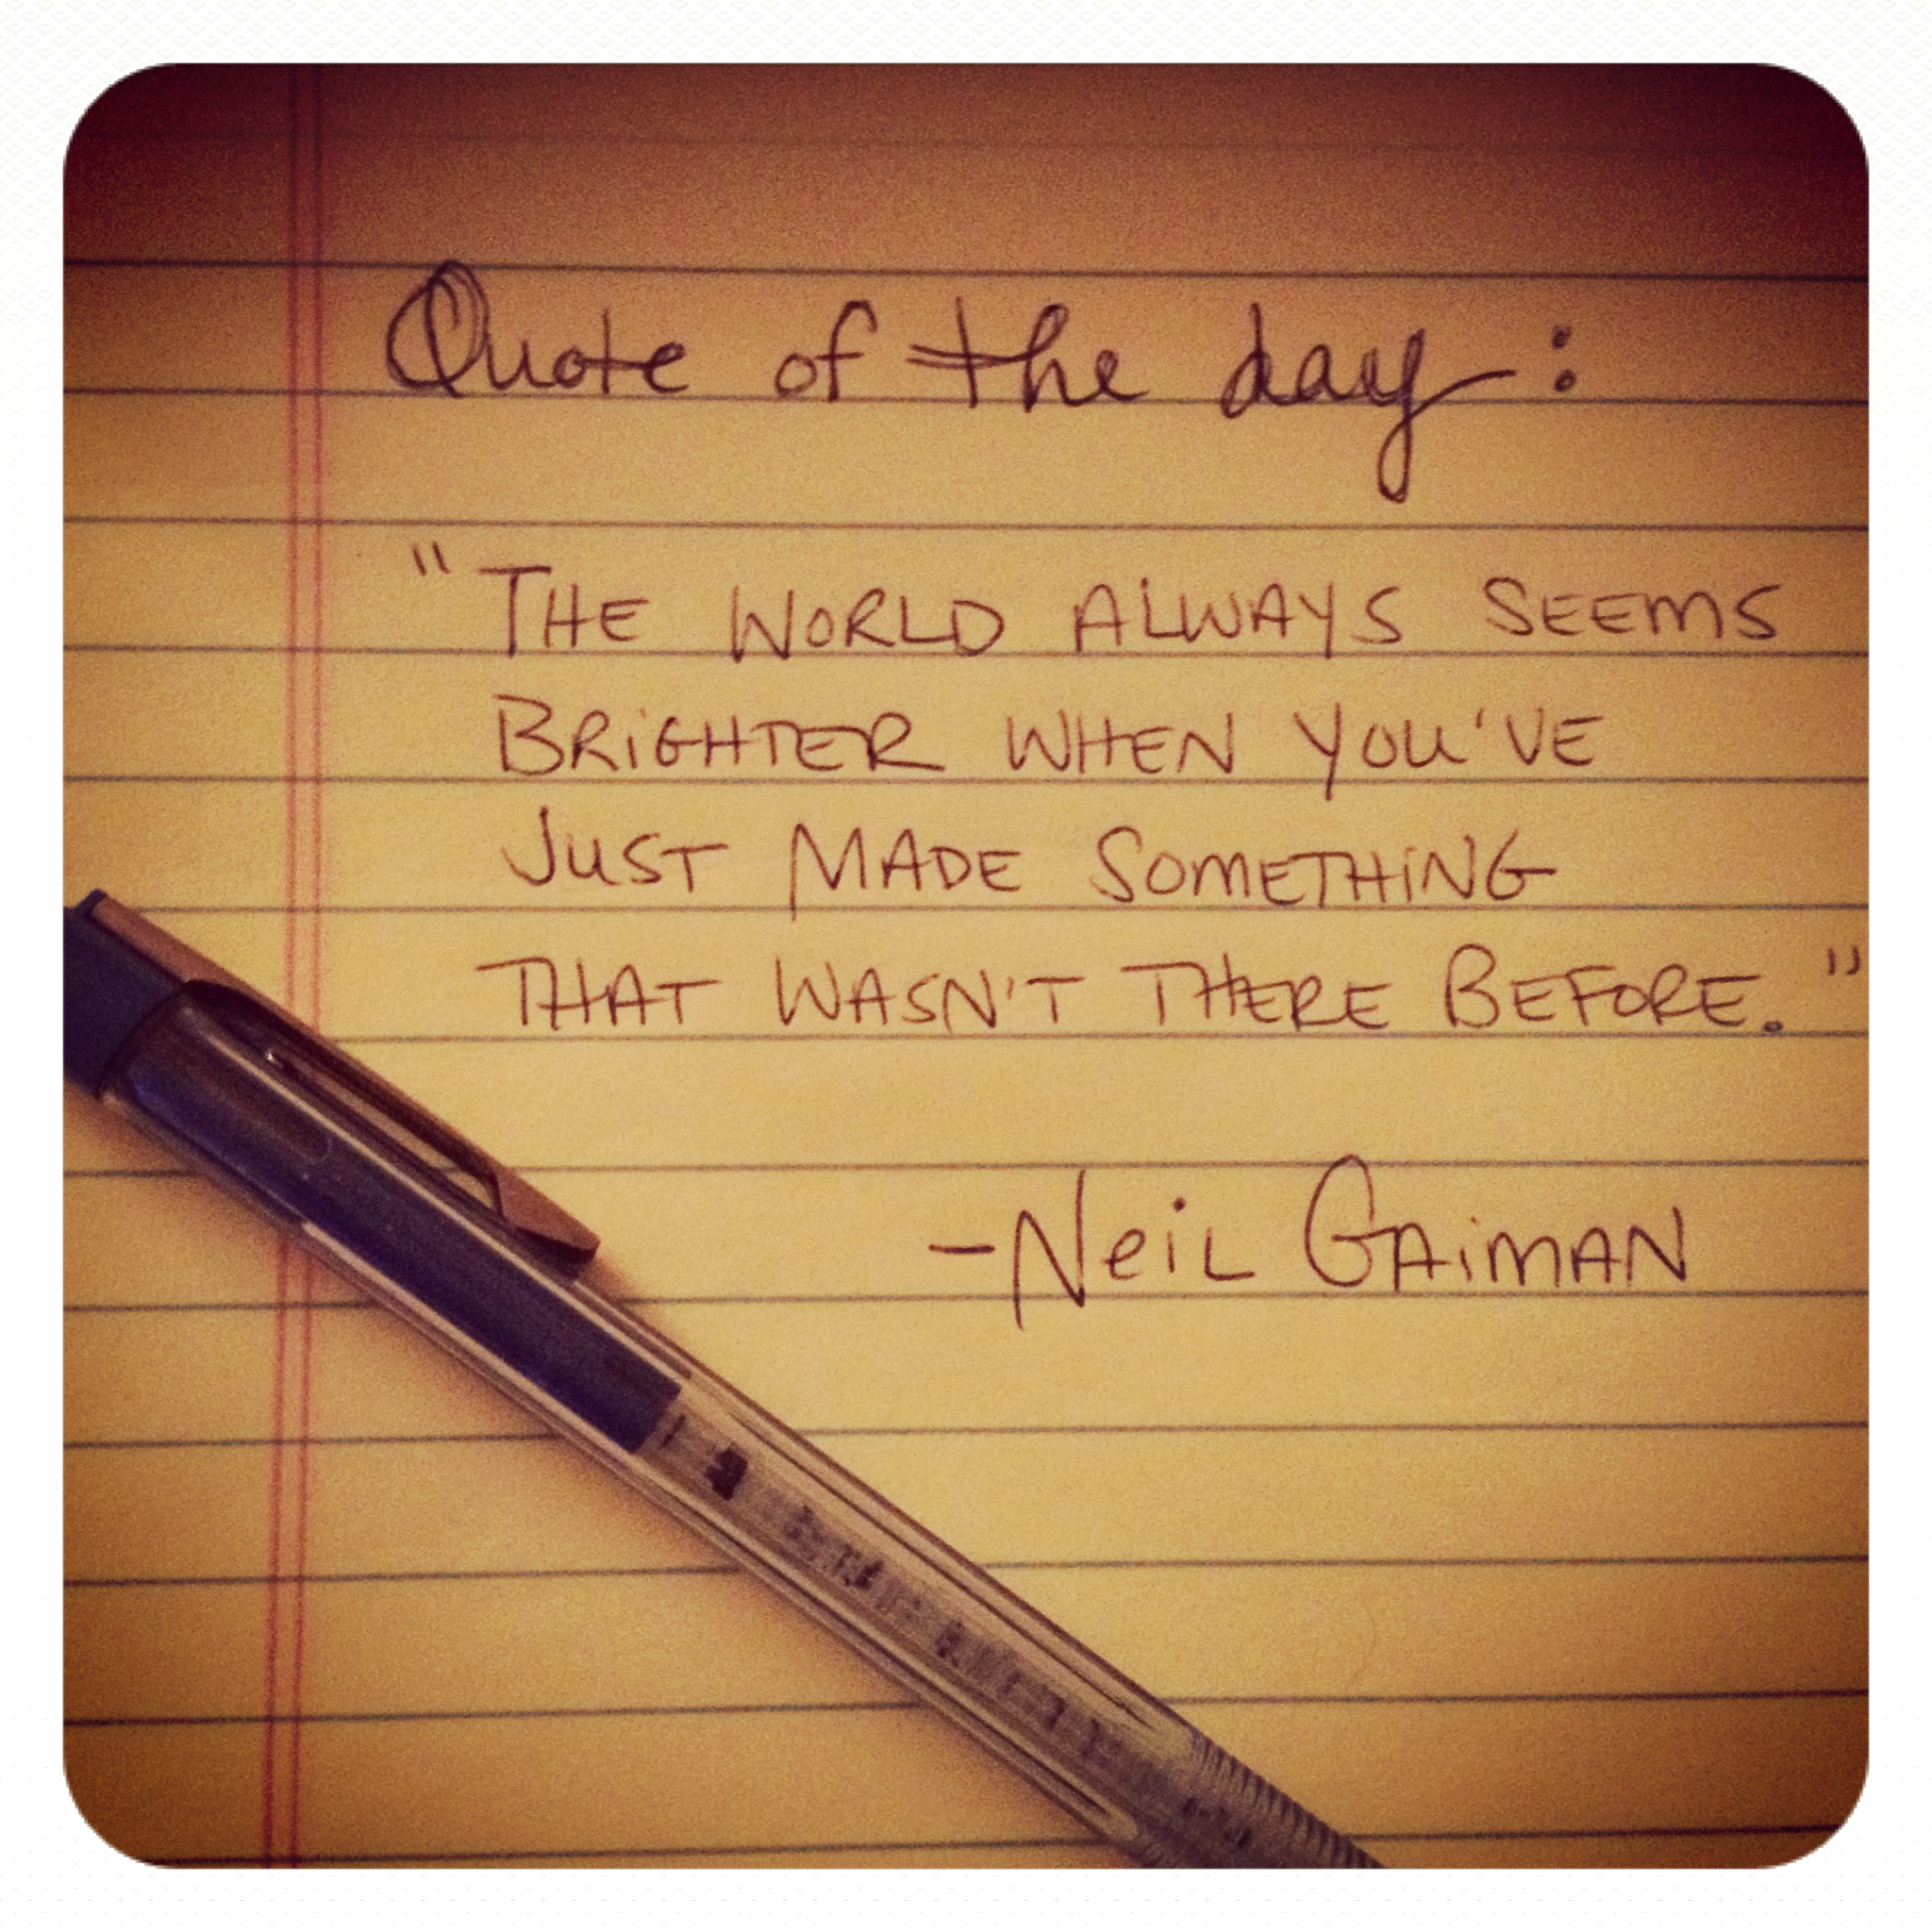 Quote of the day:
"THE WORLD ALWAYS SEEMS
BRiGHTER WHEN YOU'VE
JUST MADE SOMETHiNG
THAT WASN'T THERE BEFORE."
-NeiL GAiMAN